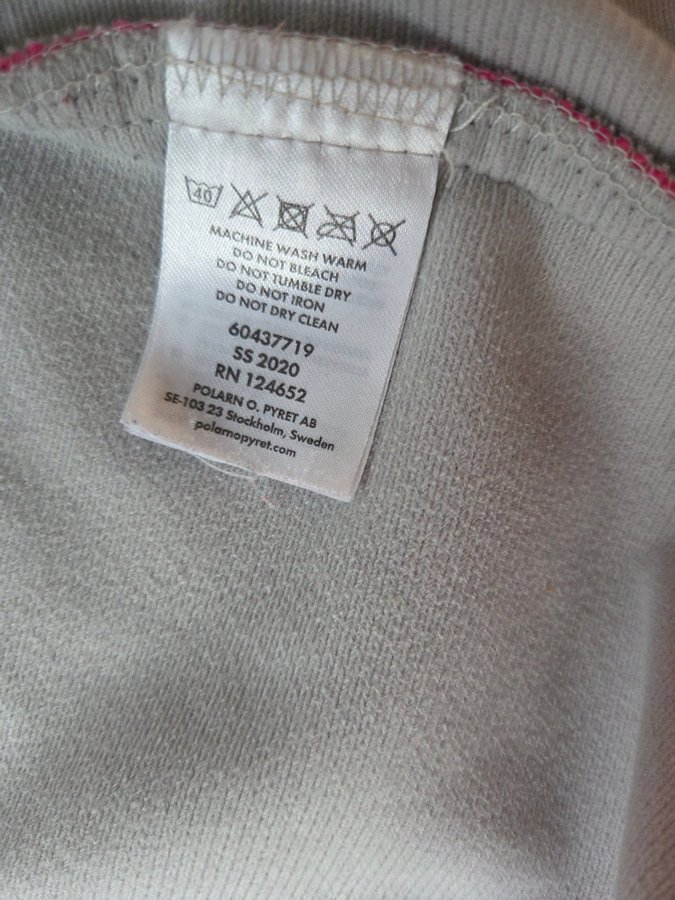 40
MACHINE WASH WARM
DO NOT BLEACH
DO NOT TUMBLE DRY
DO NOT IRON
DO NOT DRY CLEAN
60437719
SS 2020
RN 124652
POLARN O. PYRET AB
SE-103 23 Stockholm, Sweden
polarnopyret.com